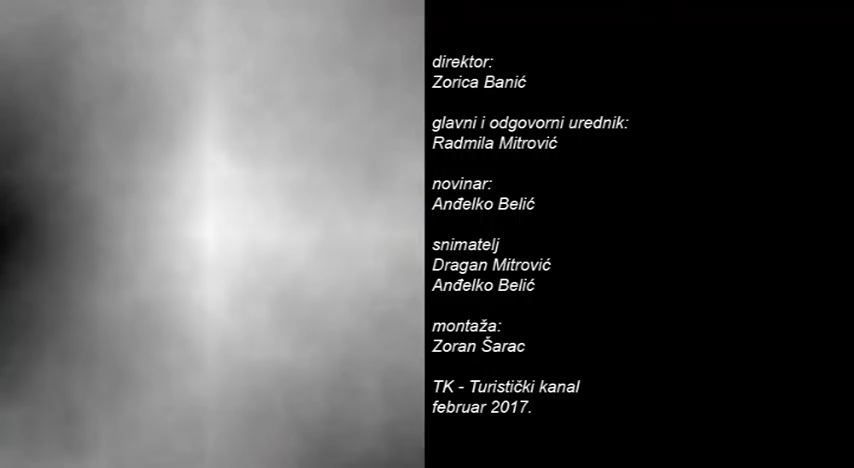 direktor:
Zorica Banić
glavni i odgovorni urednik:
Radmila Mitrović
novinar:
Anđelko Belić
snimatelj
Dragan Mitrović
Anđelko Belić
montaža:
Zoran Šarac
TK - Turistički kanal
februar 2017.